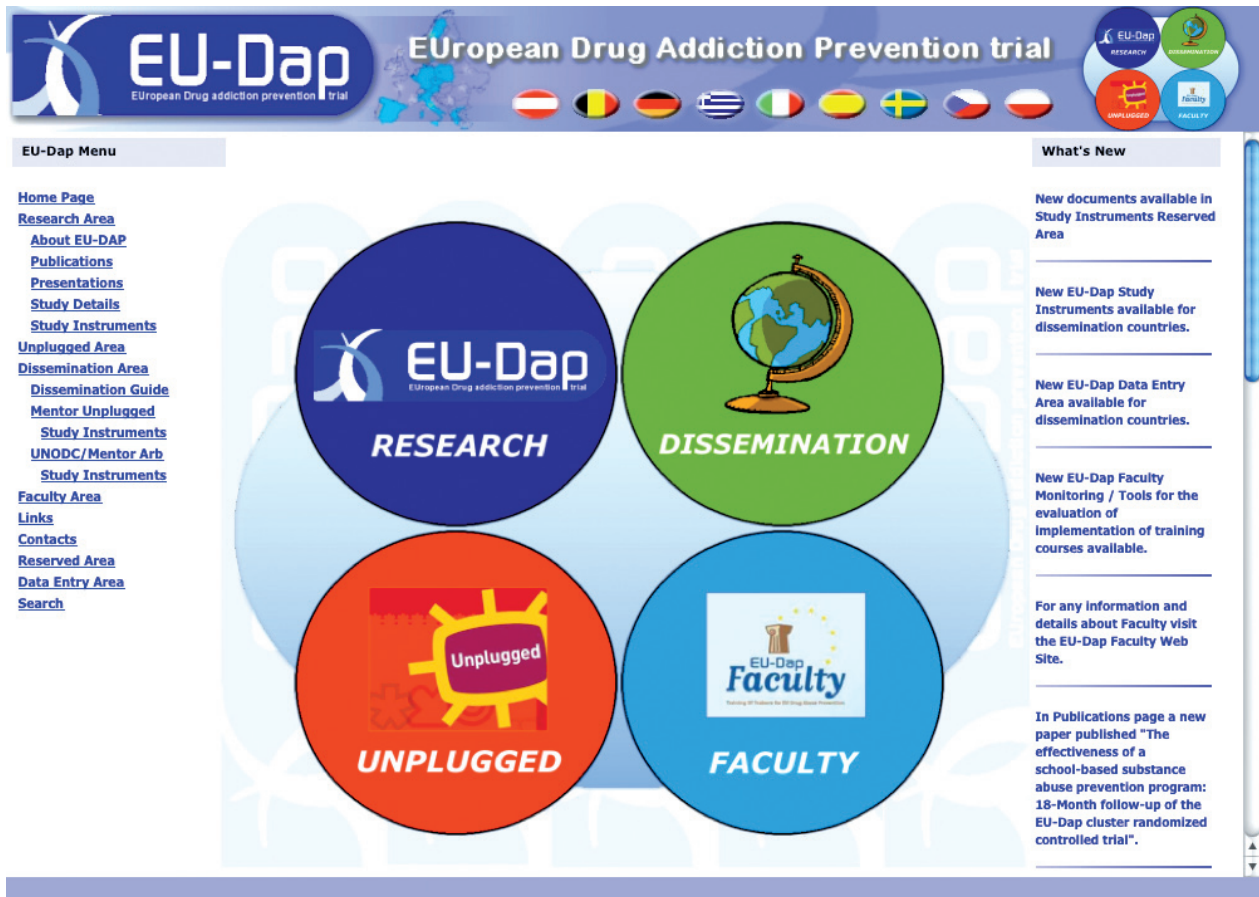 EU-Dap
EUropean Drug addiction prevention trial
EUropean Drug Addiction Prevention trial
EU-Dap
RESEARCH
DISSEMINATION
Unplugged
UNPLUGGED
Faculty
FACULTY
EU-Dap Menu
Home Page
Research Area
About EU-DAP
Publications
Presentations
Study Details
Study Instruments
Unplugged Area
Dissemination Area
Dissemination Guide
Mentor Unplugged
Study Instruments
UNODC/Mentor Arb
Study Instruments
Faculty Area
Links
Contacts
Reserved Area
Data Entry Area
Search
EU-Dap
EUropean Drug addiction prevention trial
RESEARCH
DISSEMINATION
Unplugged
UNPLUGGED
EU-Dap
Faculty
Training Of Trainers for EU Drug Abuse Prevention
FACULTY
What's New
New documents available in
Study Instruments Reserved
Area
New EU-Dap Study
Instruments available for
dissemination countries.
New EU-Dap Data Entry
Area available for
dissemination countries.
New EU-Dap Faculty
Monitoring / Tools for the
evaluation of
implementation of training
courses available.
For any information and
details about Faculty visit
the EU-Dap Faculty Web
Site.
In Publications page a new
paper published "The
effectiveness of a
school-based substance
abuse prevention program:
18-Month follow-up of the
EU-Dap cluster randomized
controlled trial".